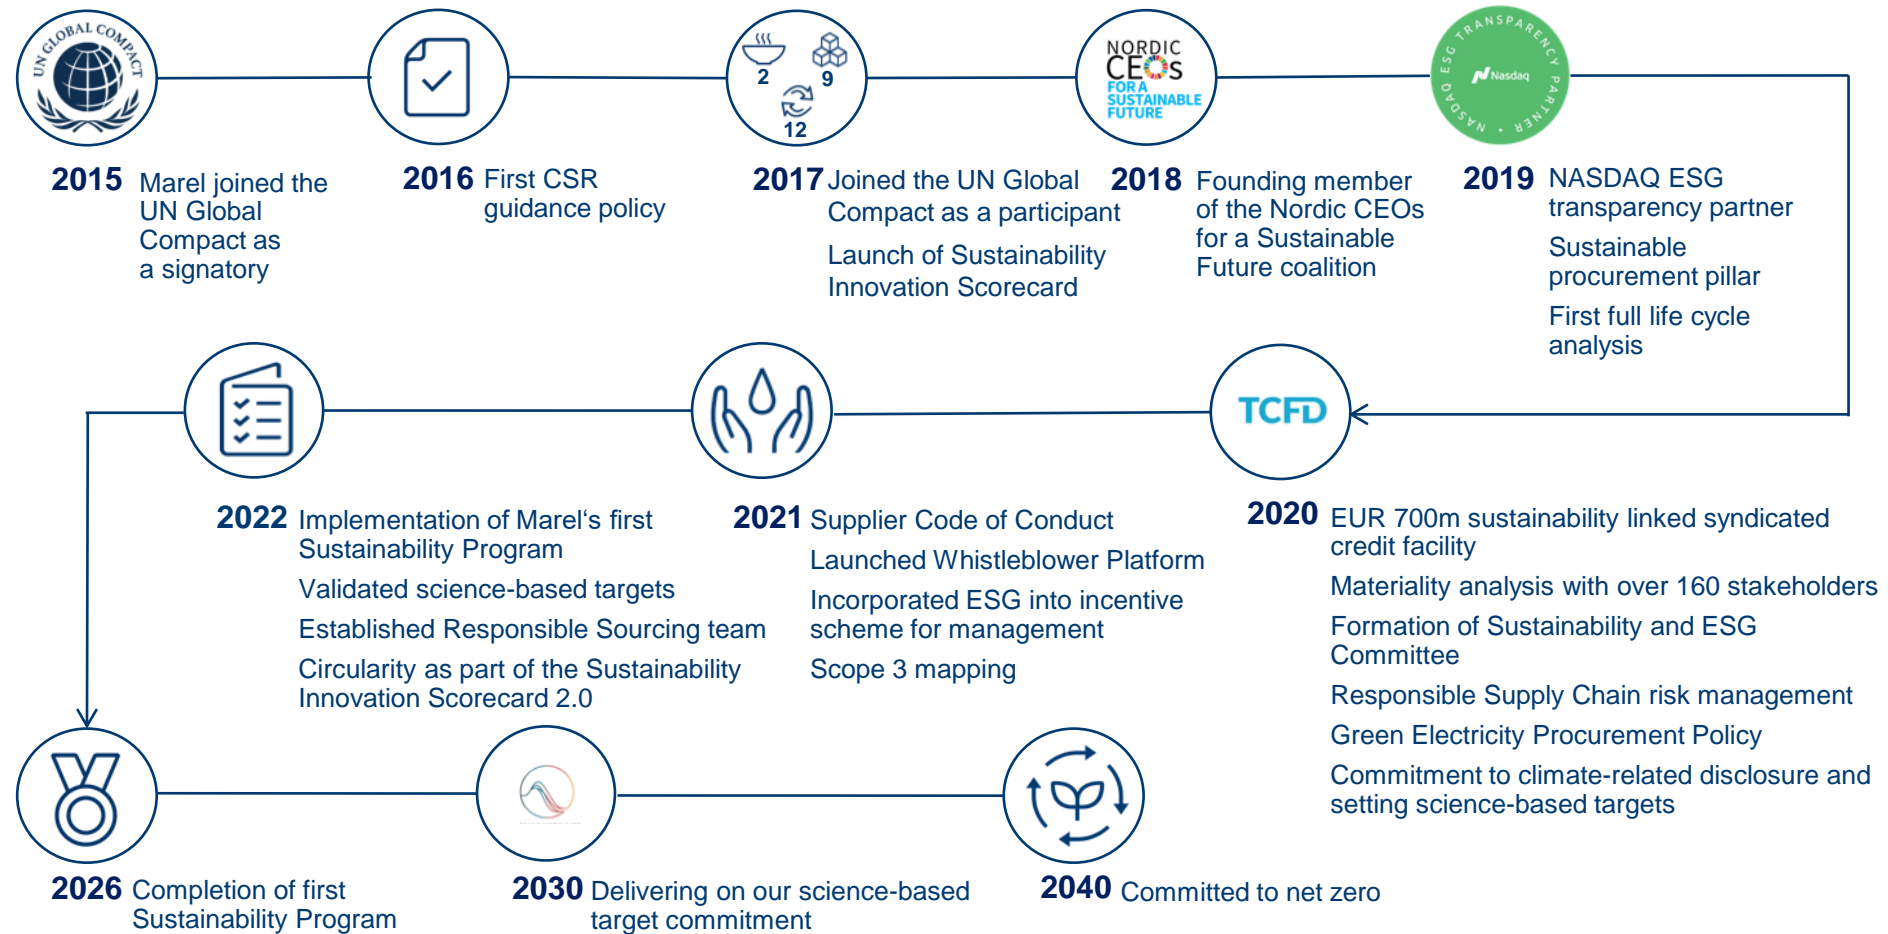 UN GLOBAL COMPACT
2
9
12
NORDIC
CEOS
FOR A
SUSTAINABLE
FUTURE
NASDAQ ESG TRANSPARENCY PARTNER •
Nasdaq
2015 Marel joined the
UN Global
Compact as
a signatory
2016 First CSR
guidance policy
2017 Joined the UN Global
Compact as a participant
Launch of Sustainability
Innovation Scorecard
2018 Founding member
of the Nordic CEOs
for a Sustainable
Future coalition
2019 NASDAQ ESG
transparency partner
Sustainable
procurement pillar
First full life cycle
analysis
TCFD
2020 EUR 700m sustainability linked syndicated
credit facility
Materiality analysis with over 160 stakeholders
Formation of Sustainability and ESG
Committee
Responsible Supply Chain risk management
Green Electricity Procurement Policy
Commitment to climate-related disclosure and
setting science-based targets
2021 Supplier Code of Conduct
Launched Whistleblower Platform
Incorporated ESG into incentive
scheme for management
Scope 3 mapping
2022 Implementation of Marel‘s first
Sustainability Program
Validated science-based targets
Established Responsible Sourcing team
Circularity as part of the Sustainability
Innovation Scorecard 2.0
2026 Completion of first
Sustainability Program
2030 Delivering on our science-based
target commitment
2040 Committed to net zero